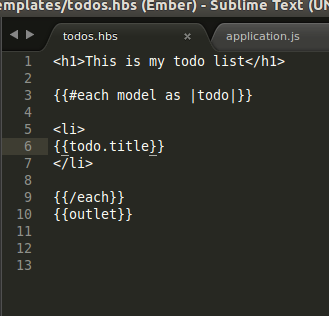 emplates/todos.hbs (Ember) - Sublime Text (UN
todos.hbs × application.js
1 <h1>This is my todo list</h1>
2
3 {{#each model as |todo|}}
4
5 <li>
6 {{todo.title}}
7 </li>
8
9 {{/each}}
10 {{outlet}}
11
12
13